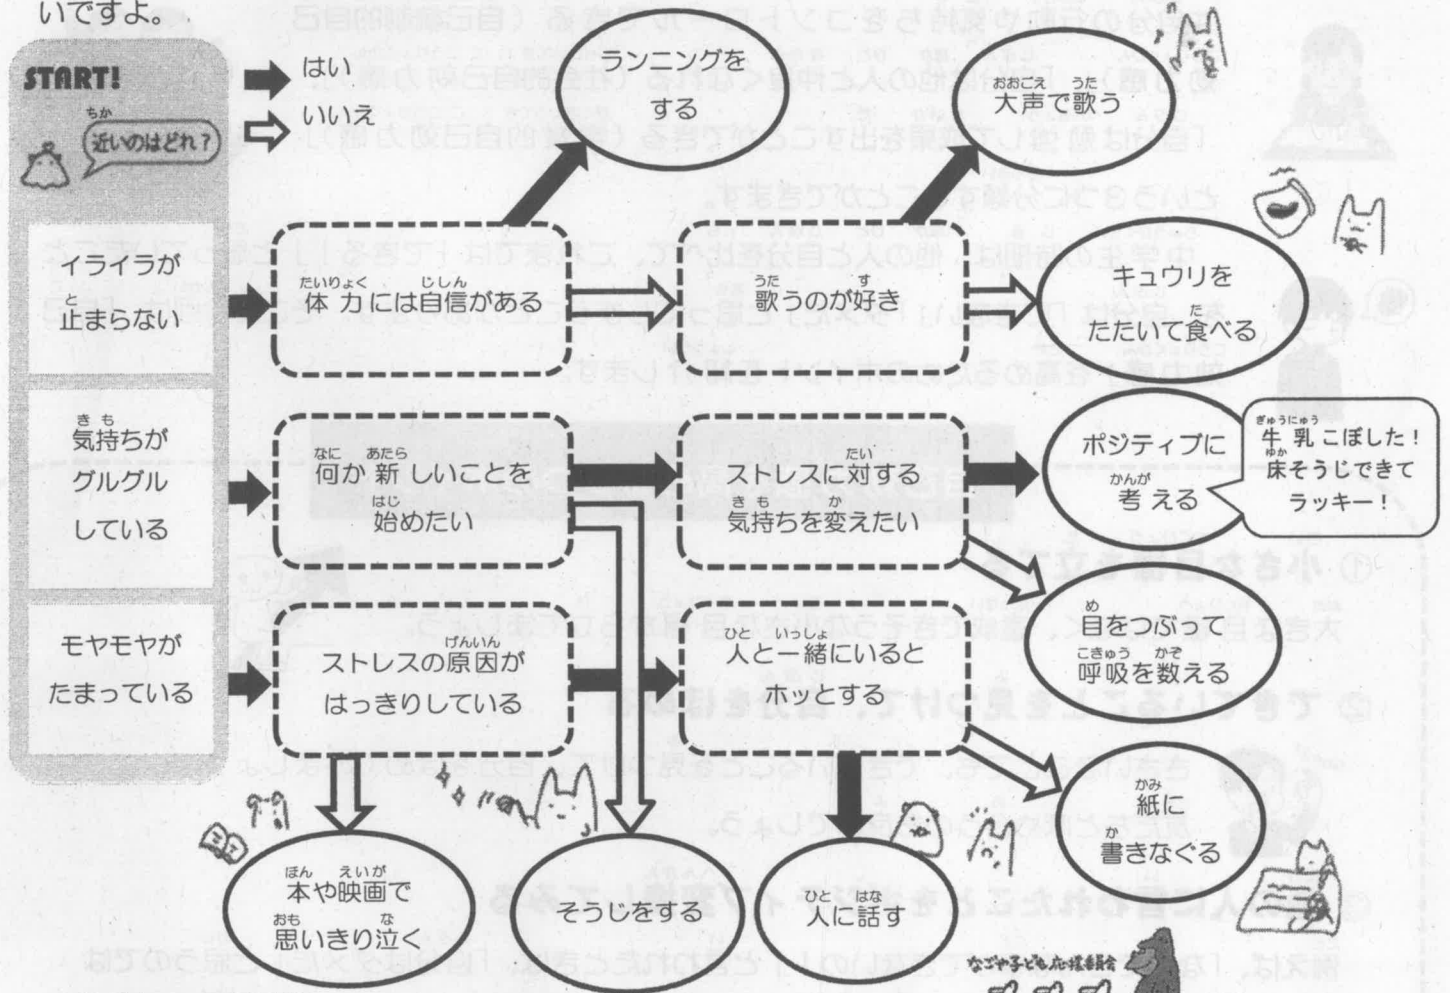 いですよ。
START!
近いのはどれ？
はい
いいえ
ランニングを
する
大声で歌う
イライラが
止まらない
体力には自信がある
歌うのが好き
キュウリを
たたいて食べる
気持ちが
グルグル
している
何か新しいことを
始めたい
ストレスに対する
気持ちを変えたい
ポジティブに
考える
牛乳こぼした！
床そうじできて
ラッキー！
モヤモヤが
たまっている
ストレスの原因が
はっきりしている
人と一緒にいると
ホッとする
目をつぶって
呼吸を数える
紙に
書きなぐる
本や映画で
思いきり泣く
そうじをする
人に話す
なごや子ども応援委員会